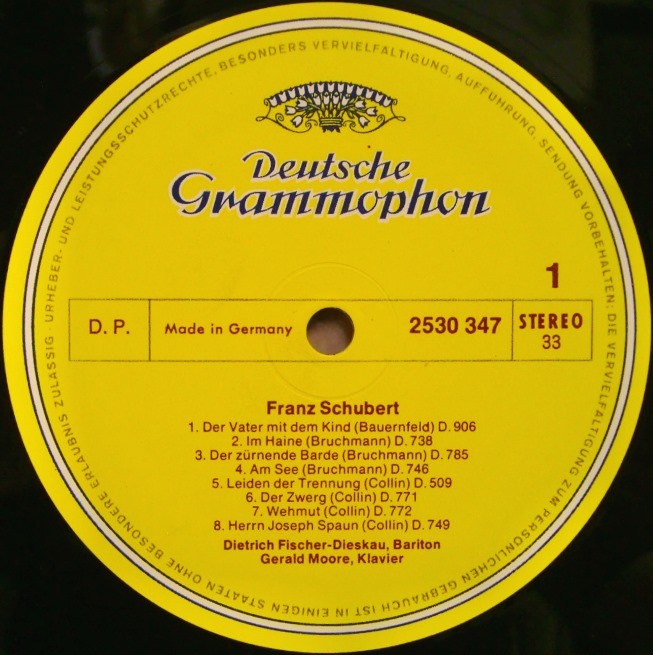 Deutsche
Grammophon
1
D. P.
Made in Germany
2530 347
STEREO
33
Franz Schubert
1. Der Vater mit dem Kind (Bauernfeld) D. 906
2. Im Haine (Bruchmann) D. 738
3. Der zürnende Barde (Bruchmann) D. 785
4. Am See (Bruchmann) D. 746
5. Leiden der Trennung (Collin) D. 509
6. Der Zwerg (Collin) D. 771
7. Wehmut (Collin) D. 772
8. Herrn Joseph Spaun (Collin) D. 749
Dietrich Fischer-Dieskau, Bariton
Gerald Moore, Klavier
URHEBER- UND LEISTUNGSSCHUTZRECHTE, BESONDERS VERVIELFÄLTIGUNG, AUFFÜHRUNG, SENDUNG VORBEHALTEN; DIE VERVIELFÄLTIGUNG ZUM PERSÖNLICHEN GEBRAUCH IST IN EINIGEN STAATEN OHNE BESONDERE ERLAUBNIS ZULÄSSIG